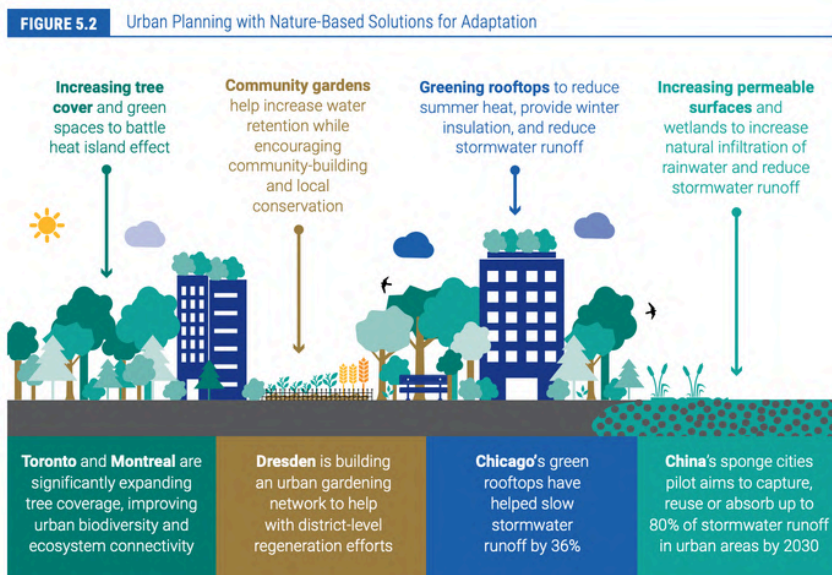 FIGURE 5.2 Urban Planning with Nature-Based Solutions for Adaptation
Increasing tree
cover and green
spaces to battle
heat island effect
Community gardens
help increase water
retention while
encouraging
community-building
and local
conservation
Greening rooftops to reduce
summer heat, provide winter
insulation, and reduce
stormwater runoff
Increasing permeable
surfaces and
wetlands to increase
natural infiltration of
rainwater and reduce
stormwater runoff
Toronto and Montreal are
significantly expanding
tree coverage, improving
urban biodiversity and
ecosystem connectivity
Dresden is building
an urban gardening
network to help
with district-level
regeneration efforts
Chicago's green
rooftops have
helped slow
stormwater
runoff by 36%
China's sponge cities
pilot aims to capture,
reuse or absorb up to
80% of stormwater runoff
in urban areas by 2030